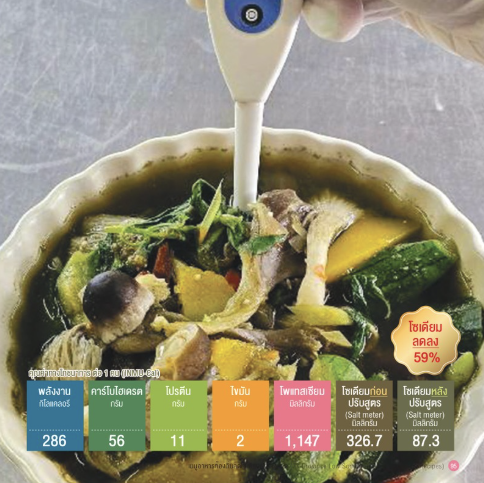 โซเดียม
ลดลง
59%
คุณค่าทางโภชนาการ ต่อ 1 คน (INMU-Cal)
พลังงาน
กิโลแคลอรี
286
คาร์โบไฮเดรต
กรัม
56
โปรตีน
กรัม
11
ไขมัน
กรัม
2
โพแทสเซียม
มิลลิกรัม
1,147
โซเดียมก่อน
ปรับสูตร
(Salt meter)
มิลลิกรัม
326.7
โซเดียมหลัง
ปรับสูตร
(Salt meter)
มิลลิกรัม
87.3